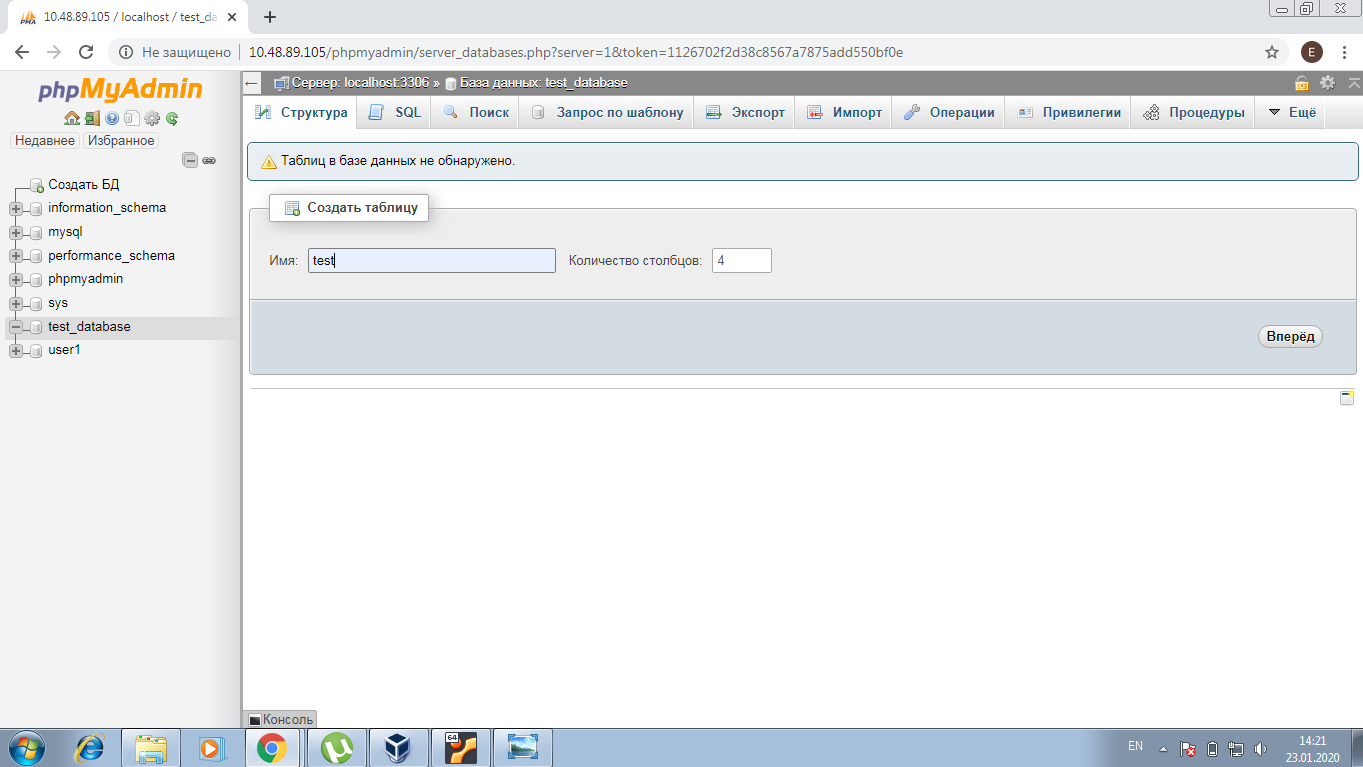 10.48.89.105 / localhost / test_da
Не защищено
10.48.89.105/phpmyadmin/server_databases.php?server=1&token=1126702f2d38c8567a7875add550bf0e
E
phpMyAdmin
Недавнее Избранное
Создать БД
information_schema
mysql
performance_schema
phpmyadmin
sys
test_database
user1
Сервер: localhost:3306 » База данных: test_database
Структура SQL Поиск Запрос по шаблону Экспорт Импорт Операции Привилегии Процедуры Ещё
Таблиц в базе данных не обнаружено.
Создать таблицу
Имя: test Количество столбцов: 4
Вперёд
Консоль
64
EN
14:21
23.01.2020